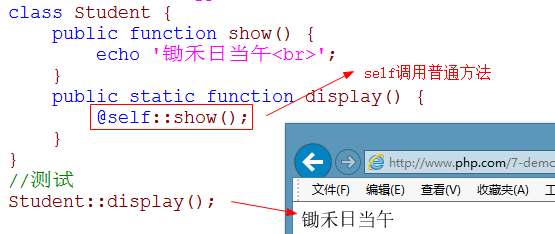 class Student {
public function show() {
echo '锄禾日当午<br>';
}
public static function display() {
@self::show();
}
}
//测试
Student::display();
self调用普通方法
http://www.php.com/7-demo
文件(F) 编辑(E) 查看(V) 收藏夹(A)
锄禾日当午